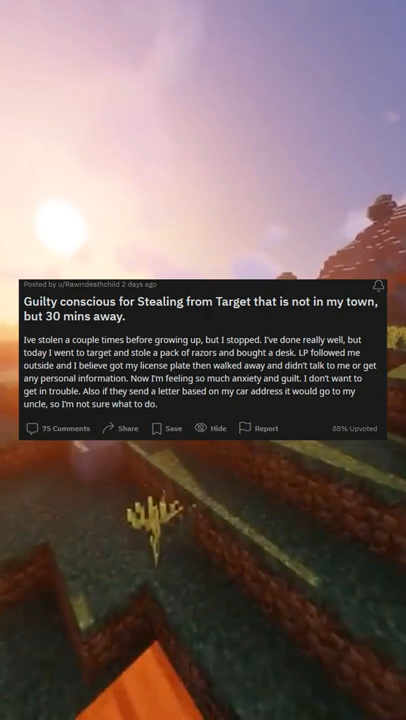 Posted by u/Rawrrdeathchild 2 days ago
Guilty conscious for Stealing from Target that is not in my town,
but 30 mins away.
Ive stolen a couple times before growing up, but I stopped. I've done really well, but
today I went to target and stole a pack of razors and bought a desk. LP followed me
outside and I believe got my license plate then walked away and didn't talk to me or get
any personal information. Now I'm feeling so much anxiety and guilt. I don't want to
get in trouble. Also if they send a letter based on my car address it would go to my
uncle, so I'm not sure what to do.
75 Comments Share Save Hide Report 88% Upvoted